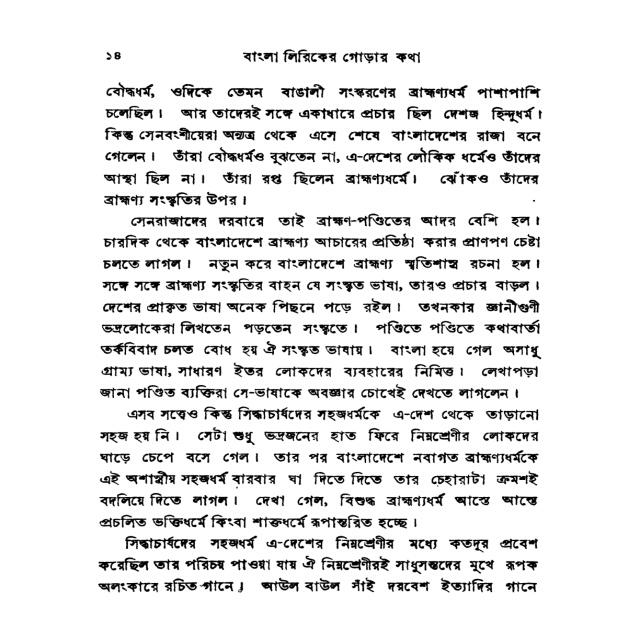 ১৪ বাংলা লিরিকের গোড়ার কথা
বৌদ্ধধর্ম, ওদিকে তেমন বাঙালী সংস্করণের ব্রাহ্মণ্যধর্ম পাশাপাশি
চলেছিল। আর তাদেরই সঙ্গে একাধারে প্রচার ছিল দেশজ হিন্দুধর্ম।
কিন্তু সেনবংশীয়েরা অন্যত্র থেকে এসে শেষে বাংলাদেশের রাজা বনে
গেলেন। তাঁরা বৌদ্ধধর্মও বুঝতেন না, এ-দেশের লৌকিক ধর্মেও তাঁদের
আস্থা ছিল না। তাঁরা রপ্ত ছিলেন ব্রাহ্মণ্যধর্মে। ঝোঁকও তাঁদের
ব্রাহ্মণ্য সংস্কৃতির উপর।
সেনরাজাদের দরবারে তাই ব্রাহ্মণ-পণ্ডিতের আদর বেশি হল।
চারদিক থেকে বাংলাদেশে ব্রাহ্মণ্য আচারের প্রতিষ্ঠা করার প্রাণপণ চেষ্টা
চলতে লাগল। নতুন করে বাংলাদেশে ব্রাহ্মণ্য স্মৃতিশাস্ত্র রচনা হল।
সঙ্গে সঙ্গে ব্রাহ্মণ্য সংস্কৃতির বাহন যে সংস্কৃত ভাষা, তারও প্রচার বাড়ল।
দেশের প্রাকৃত ভাষা অনেক পিছনে পড়ে রইল। তখনকার জ্ঞানীগুণী
ভদ্রলোকেরা লিখতেন পড়তেন সংস্কৃতে। পণ্ডিতে পণ্ডিতে কথাবার্তা
তর্কবিবাদ চলত বোধ হয় ঐ সংস্কৃত ভাষায়। বাংলা হয়ে গেল অসাধু
গ্রাম্য ভাষা, সাধারণ ইতর লোকদের ব্যবহারের নিমিত্ত। লেখাপড়া
জানা পণ্ডিত ব্যক্তিরা সে-ভাষাকে অবজ্ঞার চোখেই দেখতে লাগলেন।
এসব সত্ত্বেও কিন্তু সিদ্ধাচার্যদের সহজধর্মকে এ-দেশ থেকে তাড়ানো
সহজ হয় নি। সেটা শুধু ভদ্রজনের হাত ফিরে নিম্নশ্রেণীর লোকদের
ঘাড়ে চেপে বসে গেল। তার পর বাংলাদেশে নবাগত ব্রাহ্মণ্যধর্মকে
এই অশাস্ত্রীয় সহজধর্ম বারবার ঘা দিতে দিতে তার চেহারাটা ক্রমশই
বদলিয়ে দিতে লাগল। দেখা গেল, বিশুদ্ধ ব্রাহ্মণ্যধর্ম আস্তে আস্তে
প্রচলিত ভক্তিধর্মে কিংবা শাক্তধর্মে রূপান্তরিত হচ্ছে।
সিদ্ধাচার্যদের সহজধর্ম এ-দেশের নিম্নশ্রেণীর মধ্যে কতদূর প্রবেশ
করেছিল তার পরিচয় পাওয়া যায় ঐ নিম্নশ্রেণীরই সাধুসন্তদের মুখে রূপক
অলংকারে রচিত গানে। আউল বাউল সাঁই দরবেশ ইত্যাদির গানে